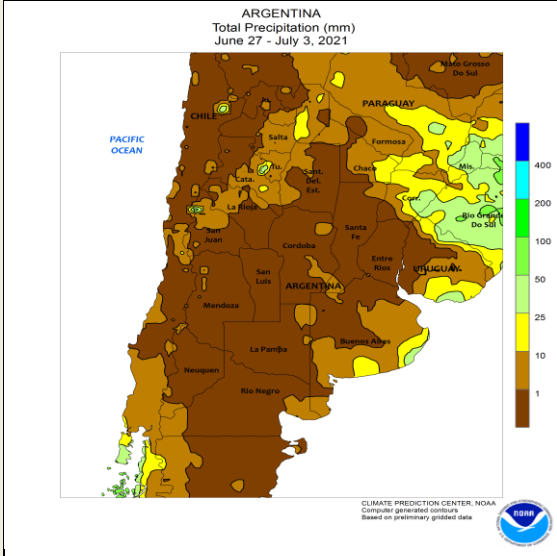 ARGENTINA
Total Precipitation (mm)
June 27 - July 3, 2021
Mato Grosso
Do Sul
PARAGUAY
CHILE
PACIFIC
OCEAN
Salta
Formosa
Tu.
Chaco
Mis.
Sant.
Del.
Est.
Cata.
Corr.
La Rioja
Rio Grande
Do Sul
San
Juan
Santa
Fe
Cordoba
Entre
Rios
URUGUAY
San
Luis
ARGENTINA
Mendoza
Buenos Aires
La Pampa
Neuquen
Rio Negro
400
200
100
50
25
10
1
CLIMATE PREDICTION CENTER, NOAA
Computer generated contours
Based on preliminary gridded data
NOAA